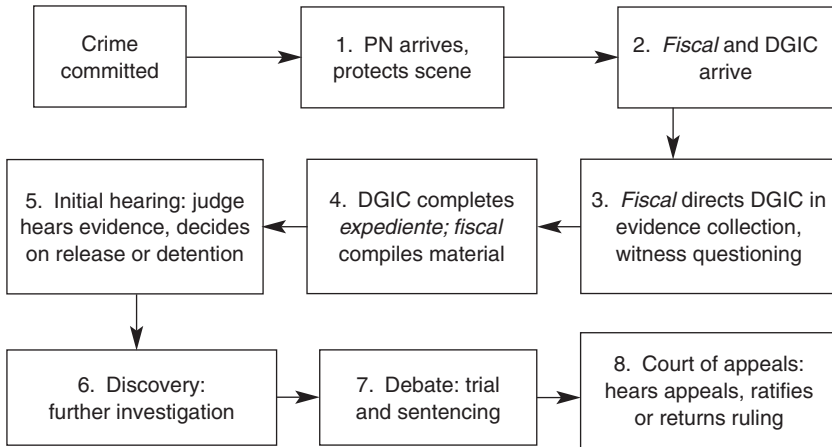 Crime
committed
1. PN arrives,
protects scene
2. Fiscal and DGIC
arrive
3. Fiscal directs DGIC in
evidence collection,
witness questioning
4. DGIC completes
expediente; fiscal
compiles material
5. Initial hearing: judge
hears evidence, decides
on release or detention
6. Discovery:
further investigation
7. Debate: trial
and sentencing
8. Court of appeals:
hears appeals, ratifies
or returns ruling